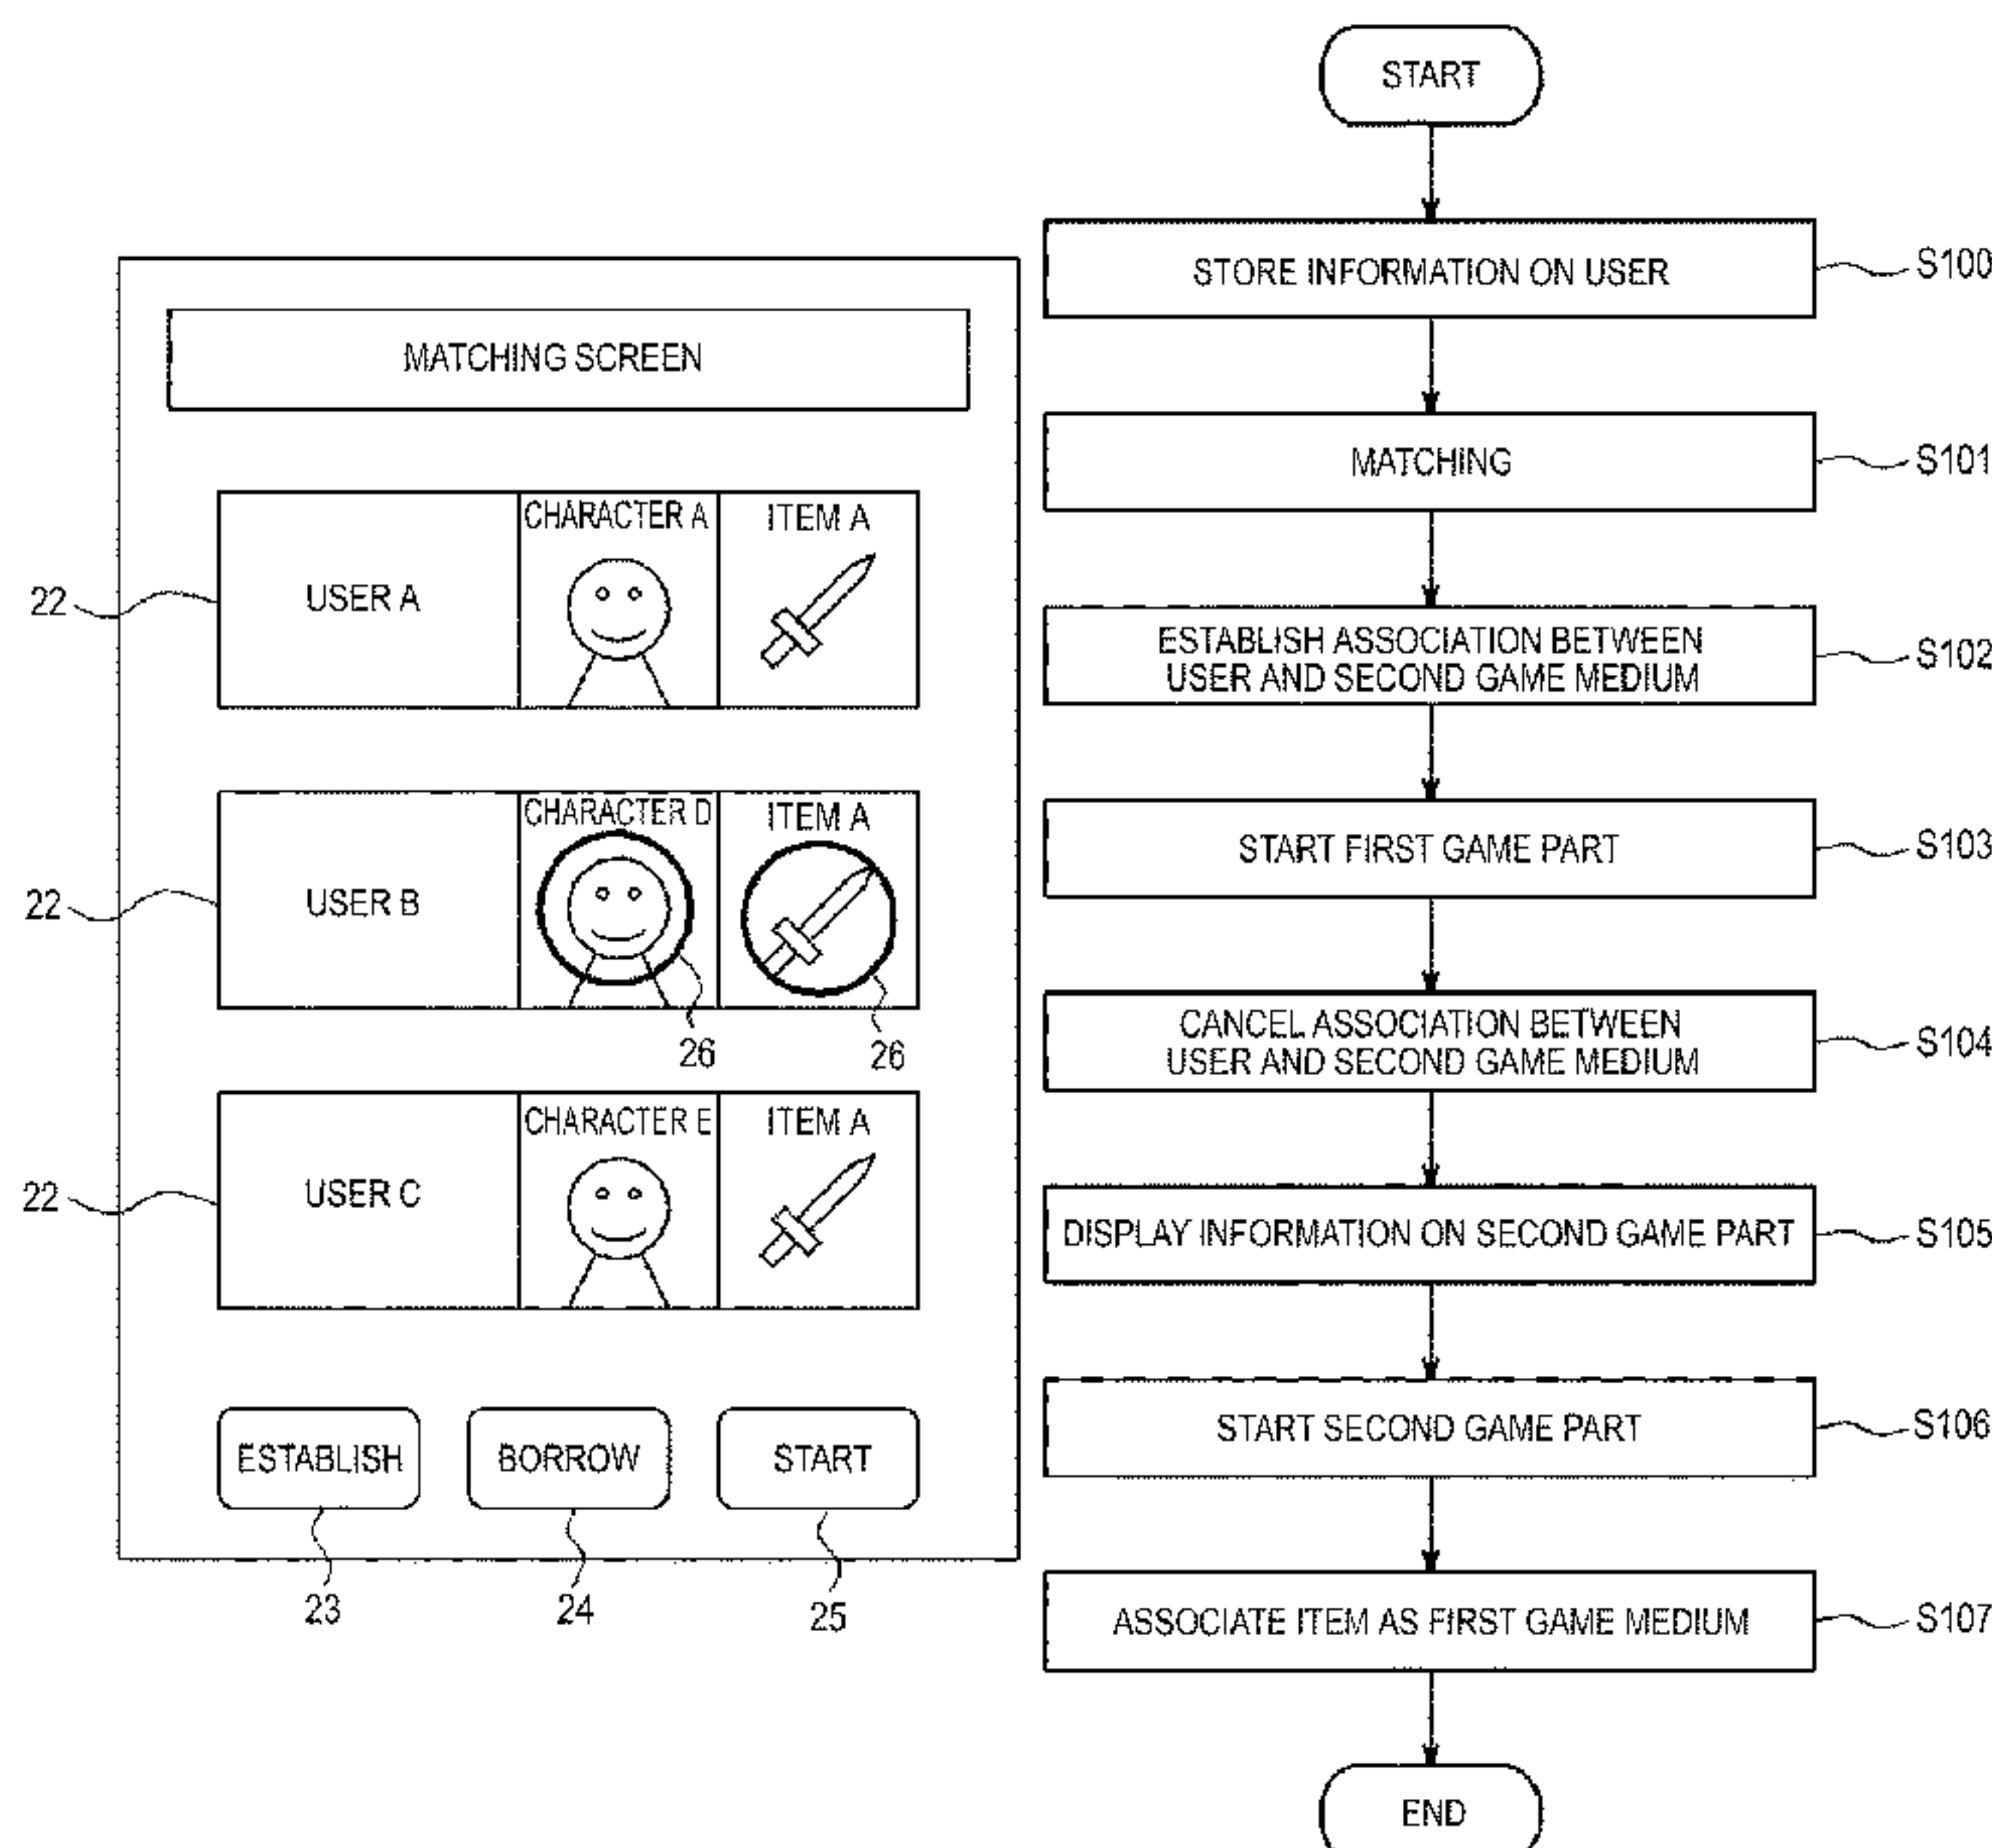 MATCHING SCREEN
22
USER A
CHARACTER A
ITEM A
22
USER B
CHARACTER D
ITEM A
26
26
22
USER C
CHARACTER E
ITEM A
ESTABLISH
BORROW
START
23
24
25
START
STORE INFORMATION ON USER
S100
MATCHING
S101
ESTABLISH ASSOCIATION BETWEEN
USER AND SECOND GAME MEDIUM
S102
START FIRST GAME PART
S103
CANCEL ASSOCIATION BETWEEN
USER AND SECOND GAME MEDIUM
S104
DISPLAY INFORMATION ON SECOND GAME PART
S105
START SECOND GAME PART
S106
ASSOCIATE ITEM AS FIRST GAME MEDIUM
S107
END